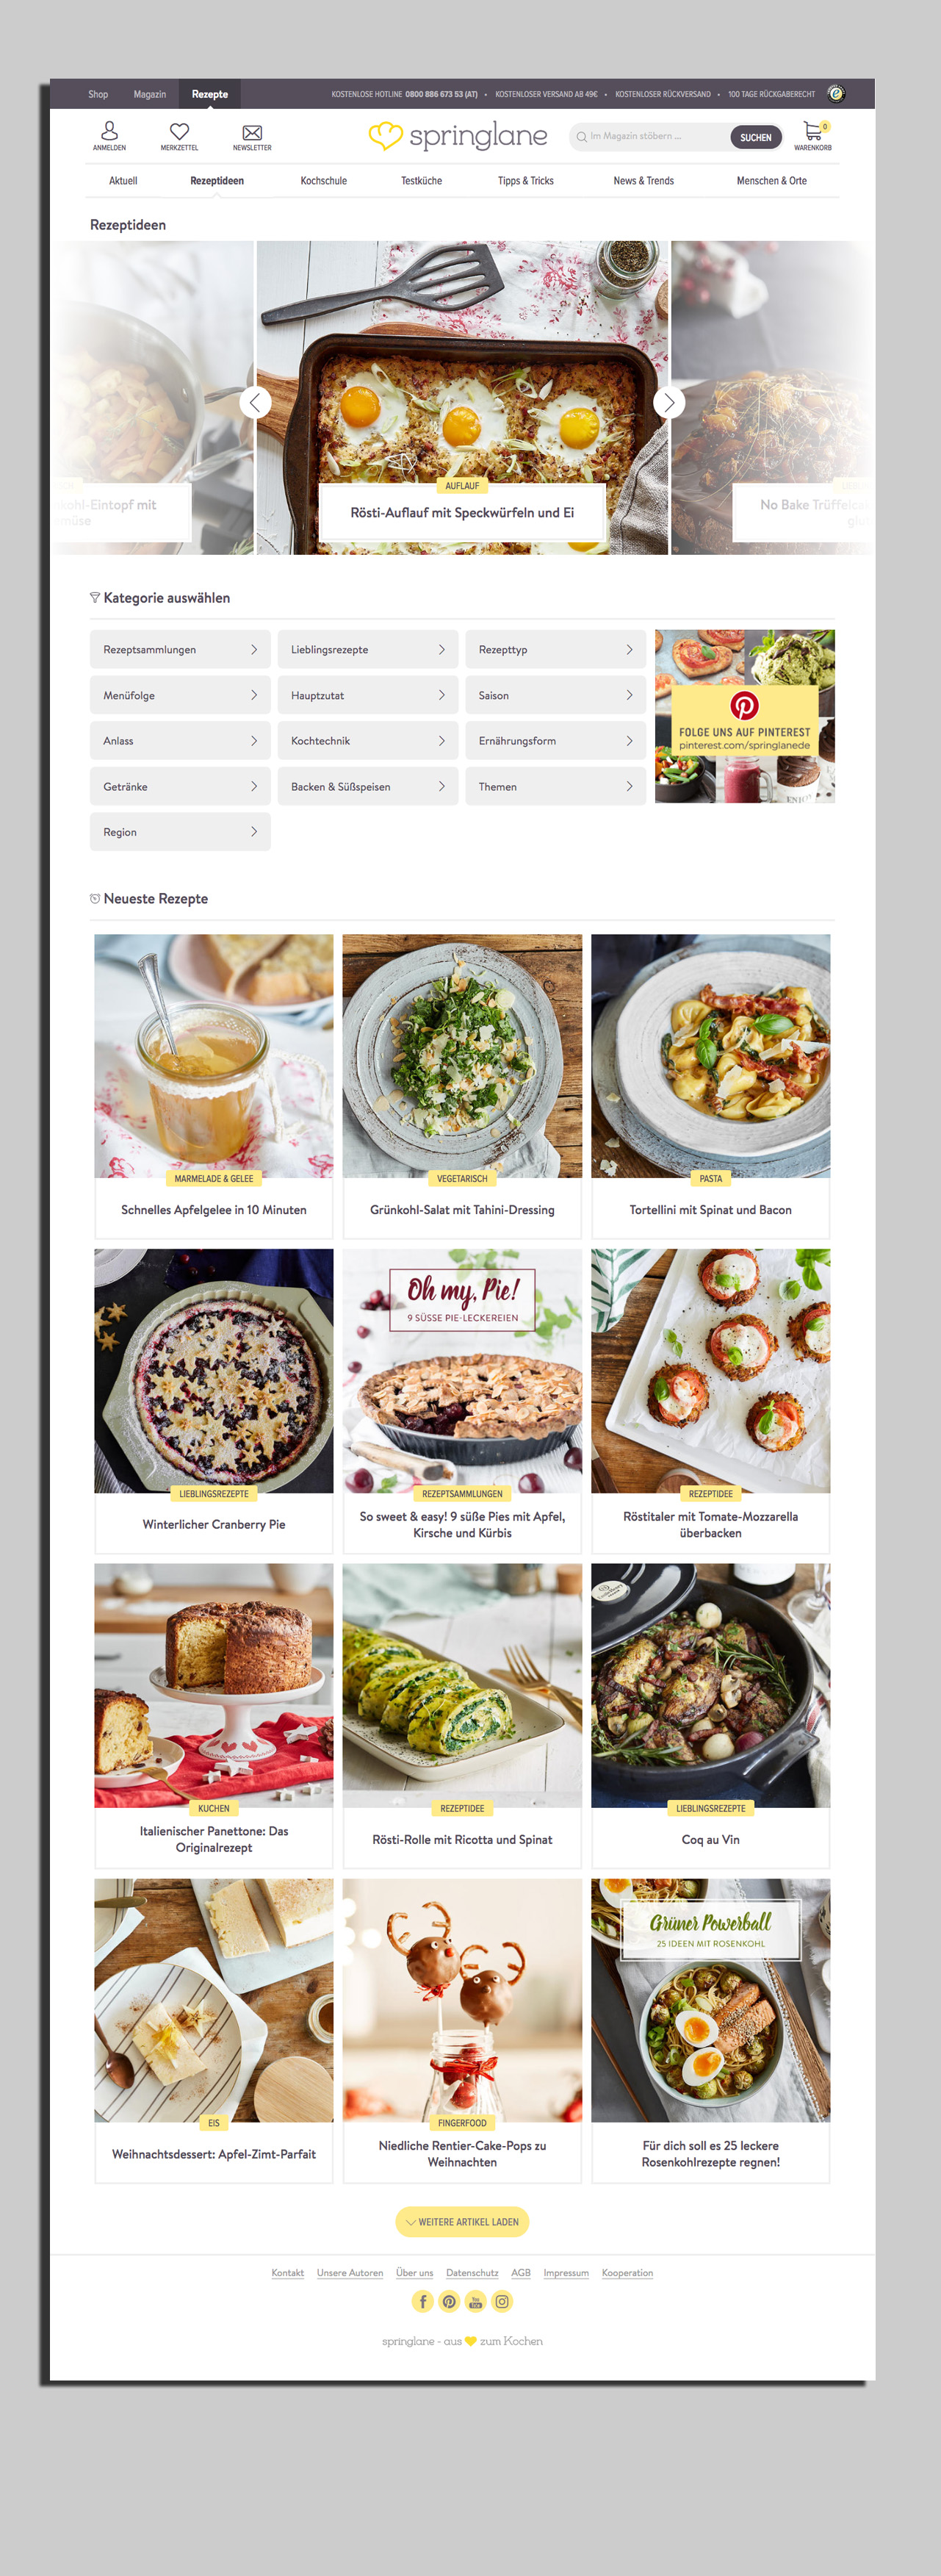 Shop Magazin Rezepte KOSTENLOSE HOTLINE 0800 886 673 53 (AT) • KOSTENLOSER VERSAND AB 49€ • KOSTENLOSER RÜCKVERSAND • 100 TAGE RÜCKGABERECHT
ANMELDEN MERKZETTEL NEWSLETTER springlane Im Magazin stöbern ... SUCHEN 0 WARENKORB
Aktuell Rezeptideen Kochschule Testküche Tipps & Tricks News & Trends Menschen & Orte
Rezeptideen
kohl-Eintopf mit
müse
AUFLAUF
Rösti-Auflauf mit Speckwürfeln und Ei
No Bake
Kategorie auswählen
Rezeptsammlungen Lieblingsrezepte Rezepttyp
Menüfolge Hauptzutat Saison
Anlass Kochtechnik Ernährungsform
Getränke Backen & Süßspeisen Themen
Region
FOLGE UNS AUF PINTEREST
pinterest.com/springlanede
ENJOY
Neueste Rezepte
MARMELADE & GELEE
Schnelles Apfelgelee in 10 Minuten
VEGETARISCH
Grünkohl-Salat mit Tahini-Dressing
PASTA
Tortellini mit Spinat und Bacon
LIEBLINGSREZEPTE
Winterlicher Cranberry Pie
Oh my, Pie!
9 SÜSSE PIE-LECKEREIEN
REZEPTSAMMLUNGEN
So sweet & easy! 9 süße Pies mit Apfel,
Kirsche und Kürbis
REZEPTIDEE
Röstitaler mit Tomate-Mozzarella
überbacken
KUCHEN
Italienischer Panettone: Das
Originalrezept
REZEPTIDEE
Rösti-Rolle mit Ricotta und Spinat
LIEBLINGSREZEPTE
Coq au Vin
EIS
Weihnachtsdessert: Apfel-Zimt-Parfait
FINGERFOOD
Niedliche Rentier-Cake-Pops zu
Weihnachten
Grüner Powerball
25 IDEEN MIT ROSENKOHL
Für dich soll es 25 leckere
Rosenkohlrezepte regnen!
WEITERE ARTIKEL LADEN
Kontakt Unsere Autoren Über uns Datenschutz AGB Impressum Kooperation
springlane - aus zum Kochen